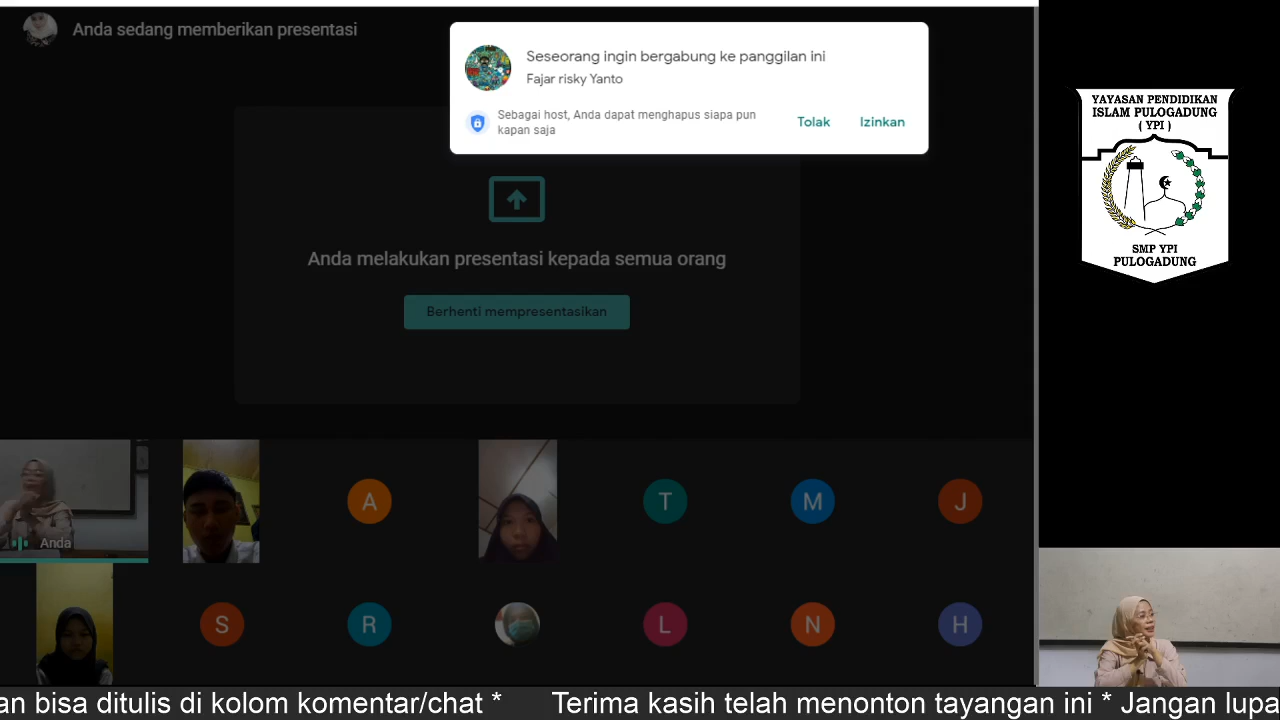 Anda sedang memberikan presentasi
Seseorang ingin bergabung ke panggilan ini
Fajar risky Yanto
Sebagai host, Anda dapat menghapus siapa pun
kapan saja
Tolak
Izinkan
Anda melakukan presentasi kepada semua orang
Berhenti mempresentasikan
YAYASAN PENDIDIKAN
ISLAM PULOGADUNG
( YPI )
SMP YPI
PULOGADUNG
A
T
M
J
Anda
S
R
L
N
H
an bisa ditulis di kolom komentar/chat * Terima kasih telah menonton tayangan ini * Jangan lupa